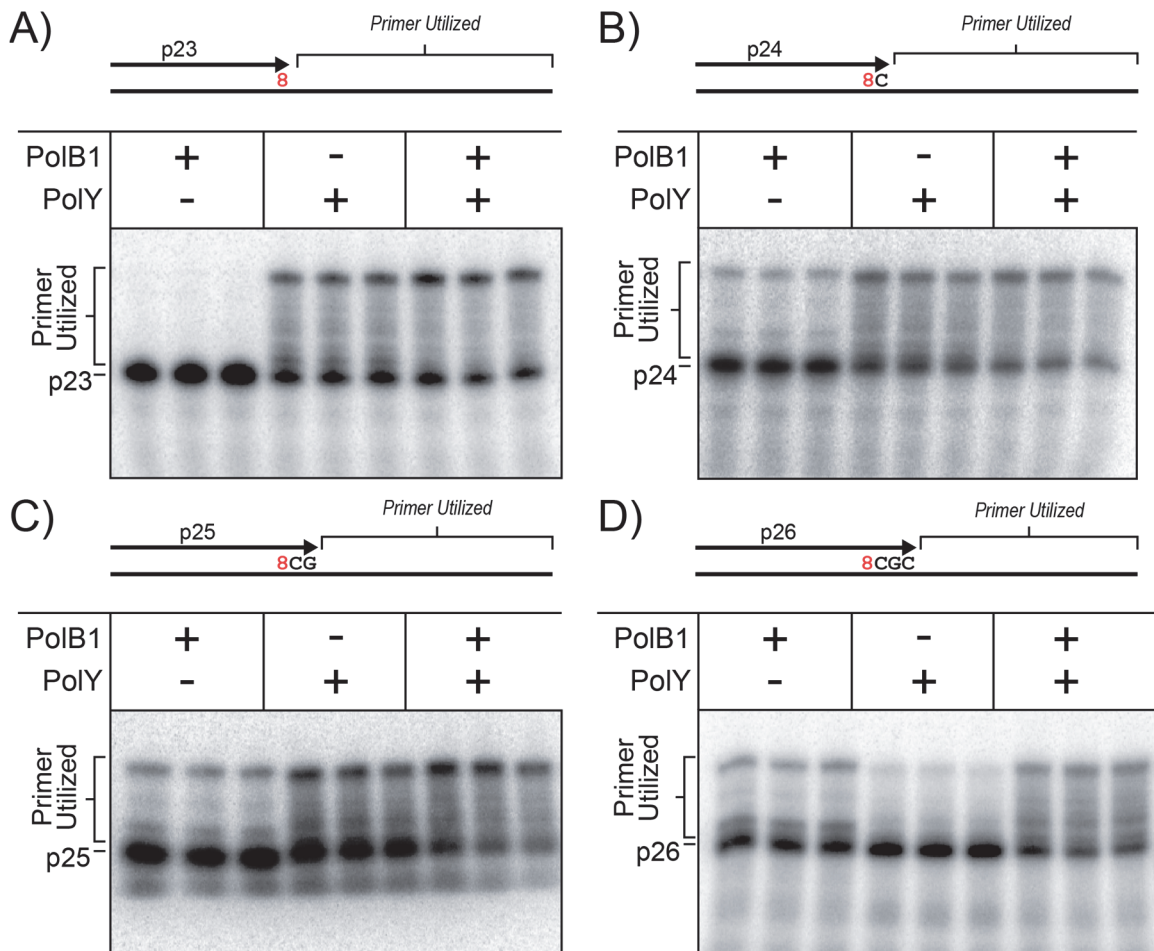 A)
Primer Utilized
p23
8
PolB1 + - +
PolY - + +
Primer
Utilized
p23
B)
Primer Utilized
p24
8C
PolB1 + - +
PolY - + +
Primer
Utilized
p24
C)
Primer Utilized
p25
8CG
PolB1 + - +
PolY - + +
Primer
Utilized
p25
D)
Primer Utilized
p26
8CGC
PolB1 + - +
PolY - + +
Primer
Utilized
p26